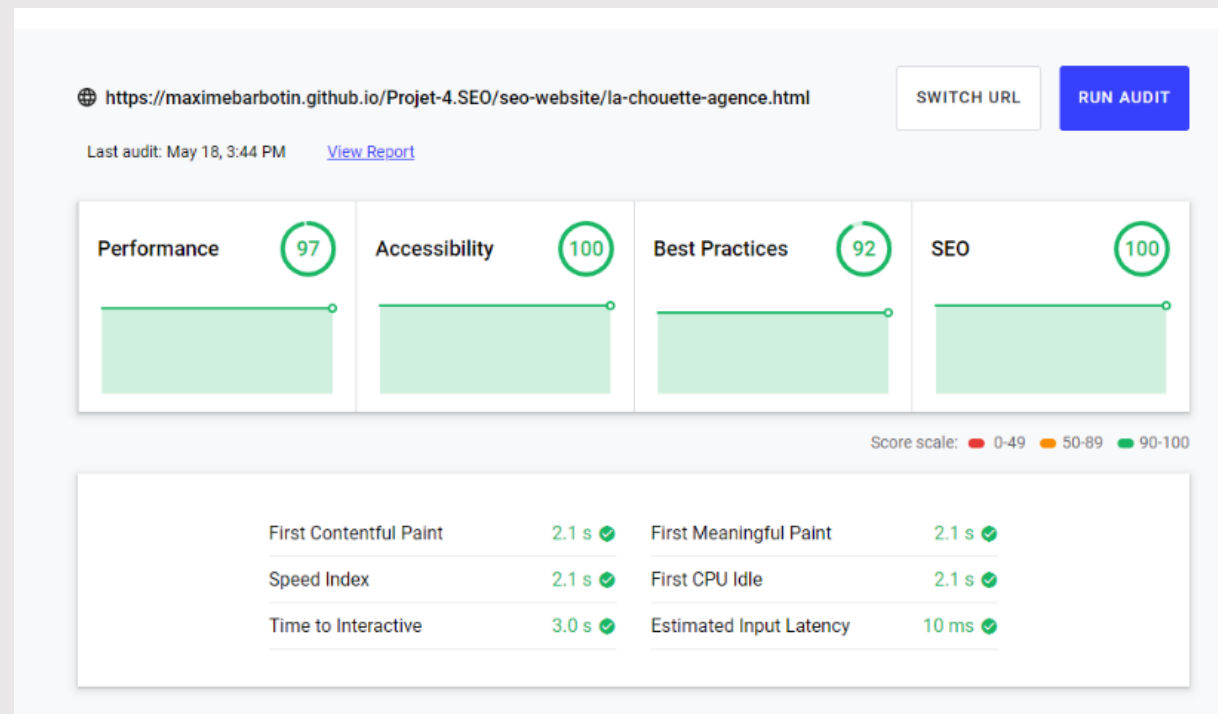 https://maximebarbotin.github.io/Projet-4.SEO/seo-website/la-chouette-agence.html
SWITCH URL
RUN AUDIT
Last audit: May 18, 3:44 PM View Report
Performance 97
Accessibility 100
Best Practices 92
SEO 100
Score scale: 0-49 50-89 90-100
First Contentful Paint 2.1 s
First Meaningful Paint 2.1 s
Speed Index 2.1 s
First CPU Idle 2.1 s
Time to Interactive 3.0 s
Estimated Input Latency 10 ms